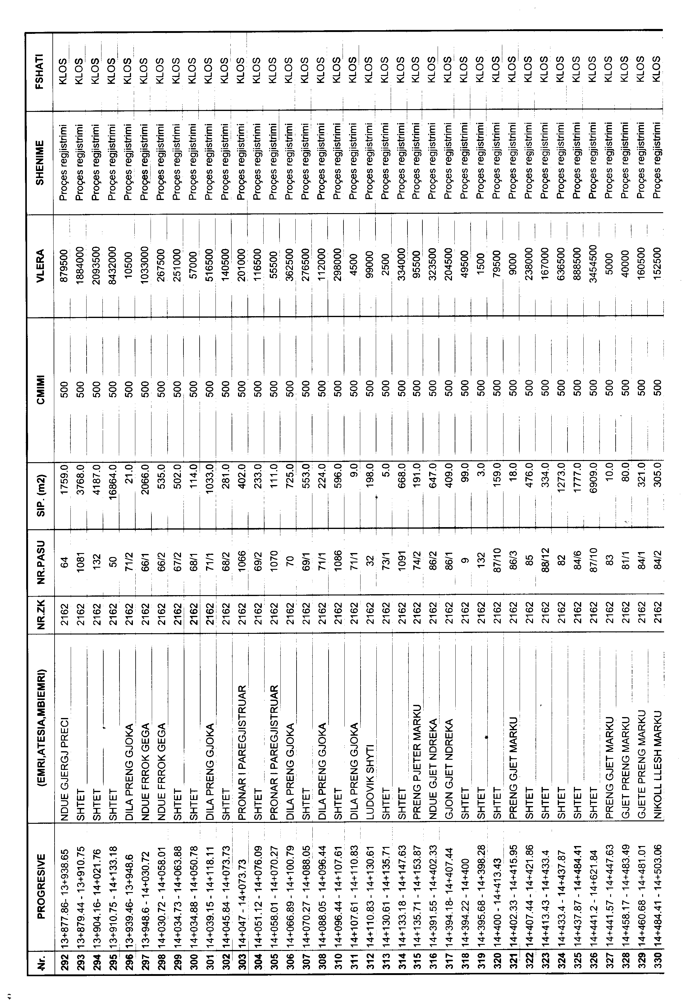 Nr. PROGRESIVE (EMRI,ATESIA,MBIEMRI) NR.ZK NR.PASU SIP. (m2) CMIMI VLERA SHENIME FSHATI
292 13+877.86- 13+938.65 NDUE GJERGJ PRECI 2162 64 1759.0 500 879500 Proçes regjistrimi KLOS
293 13+879.44 - 13+910.75 SHTET 2162 1081 3768.0 500 1884000 Proçes regjistrimi KLOS
294 13+904.16- 14+021.76 SHTET 2162 132 4187.0 500 2093500 Proçes regjistrimi KLOS
295 13+910.75 - 14+133.18 SHTET 2162 50 16864.0 500 8432000 Proçes regjistrimi KLOS
296 13+939.46- 13+948.6 DILA PRENG GJOKA 2162 71/2 21.0 500 10500 Proçes regjistrimi KLOS
297 13+948.6 - 14+030.72 NDUE FRROK GEGA 2162 66/1 2066.0 500 1033000 Proçes regjistrimi KLOS
298 14+030.72 - 14+058.01 NDUE FRROK GEGA 2162 66/2 535.0 500 267500 Proçes regjistrimi KLOS
299 14+034.73 - 14+063.88 SHTET 2162 67/2 502.0 500 251000 Proçes regjistrimi KLOS
300 14+034.88 - 14+050.78 SHTET 2162 68/1 114.0 500 57000 Proçes regjistrimi KLOS
301 14+039.15 - 14+118.11 DILA PRENG GJOKA 2162 71/1 1033.0 500 516500 Proçes regjistrimi KLOS
302 14+045.84 - 14+073.73 SHTET 2162 68/2 281.0 500 140500 Proçes regjistrimi KLOS
303 14+047 - 14+073.73 PRONAR I PAREGJISTRUAR 2162 1066 402.0 500 201000 Proçes regjistrimi KLOS
304 14+051.12 - 14+076.09 SHTET 2162 69/2 233.0 500 116500 Proçes regjistrimi KLOS
305 14+058.01 - 14+070.27 PRONAR I PAREGJISTRUAR 2162 1070 111.0 500 55500 Proçes regjistrimi KLOS
306 14+066.89 - 14+100.79 DILA PRENG GJOKA 2162 70 725.0 500 362500 Proçes regjistrimi KLOS
307 14+070.27 - 14+088.05 SHTET 2162 69/1 553.0 500 276500 Proçes regjistrimi KLOS
308 14+088.05 - 14+096.44 DILA PRENG GJOKA 2162 71/1 224.0 500 112000 Proçes regjistrimi KLOS
310 14+096.44 - 14+107.61 SHTET 2162 1086 596.0 500 298000 Proçes regjistrimi KLOS
311 14+107.61 - 14+110.83 DILA PRENG GJOKA 2162 71/1 9.0 500 4500 Proçes regjistrimi KLOS
312 14+110.83 - 14+130.61 LUDOVIK SHYTI 2162 32 198.0 500 99000 Proçes regjistrimi KLOS
313 14+130.61 - 14+135.71 SHTET 2162 73/1 5.0 500 2500 Proçes regjistrimi KLOS
314 14+133.18 - 14+147.63 SHTET 2162 1091 668.0 500 334000 Proçes regjistrimi KLOS
315 14+135.71 - 14+153.87 PRENG PJETER MARKU 2162 74/2 191.0 500 95500 Proçes regjistrimi KLOS
316 14+391.55 - 14+402.33 NDUE GJET NDREKA 2162 86/2 647.0 500 323500 Proçes regjistrimi KLOS
317 14+394.18- 14+407.44 GJON GJET NDREKA 2162 86/1 409.0 500 204500 Proçes regjistrimi KLOS
318 14+394.22 - 14+400 SHTET 2162 9 99.0 500 49500 Proçes regjistrimi KLOS
319 14+395.68 - 14+398.28 SHTET 2162 132 3.0 500 1500 Proçes regjistrimi KLOS
320 14+400 - 14+413.43 SHTET 2162 87/10 159.0 500 79500 Proçes regjistrimi KLOS
321 14+402.33 - 14+415.95 PRENG GJET MARKU 2162 86/3 18.0 500 9000 Proçes regjistrimi KLOS
322 14+407.44 - 14+421.86 SHTET 2162 85 476.0 500 238000 Proçes regjistrimi KLOS
323 14+413.43 - 14+433.4 SHTET 2162 88/12 334.0 500 167000 Proçes regjistrimi KLOS
324 14+433.4 - 14+437.87 SHTET 2162 82 1273.0 500 636500 Proçes regjistrimi KLOS
325 14+437.87 - 14+484.41 SHTET 2162 84/6 1777.0 500 888500 Proçes regjistrimi KLOS
326 14+441.2 - 14+621.84 SHTET 2162 87/10 6909.0 500 3454500 Proçes regjistrimi KLOS
327 14+441.57 - 14+447.63 PRENG GJET MARKU 2162 83 10.0 500 5000 Proçes regjistrimi KLOS
328 14+458.17 - 14+483.49 GJET PRENG MARKU 2162 81/1 80.0 500 40000 Proçes regjistrimi KLOS
329 14+460.68 - 14+481.01 GJETE PRENG MARKU 2162 84/1 321.0 500 160500 Proçes regjistrimi KLOS
330 14+484.41 - 14+503.06 NIKOLL LLESH MARKU 2162 84/2 305.0 500 152500 Proçes regjistrimi KLOS